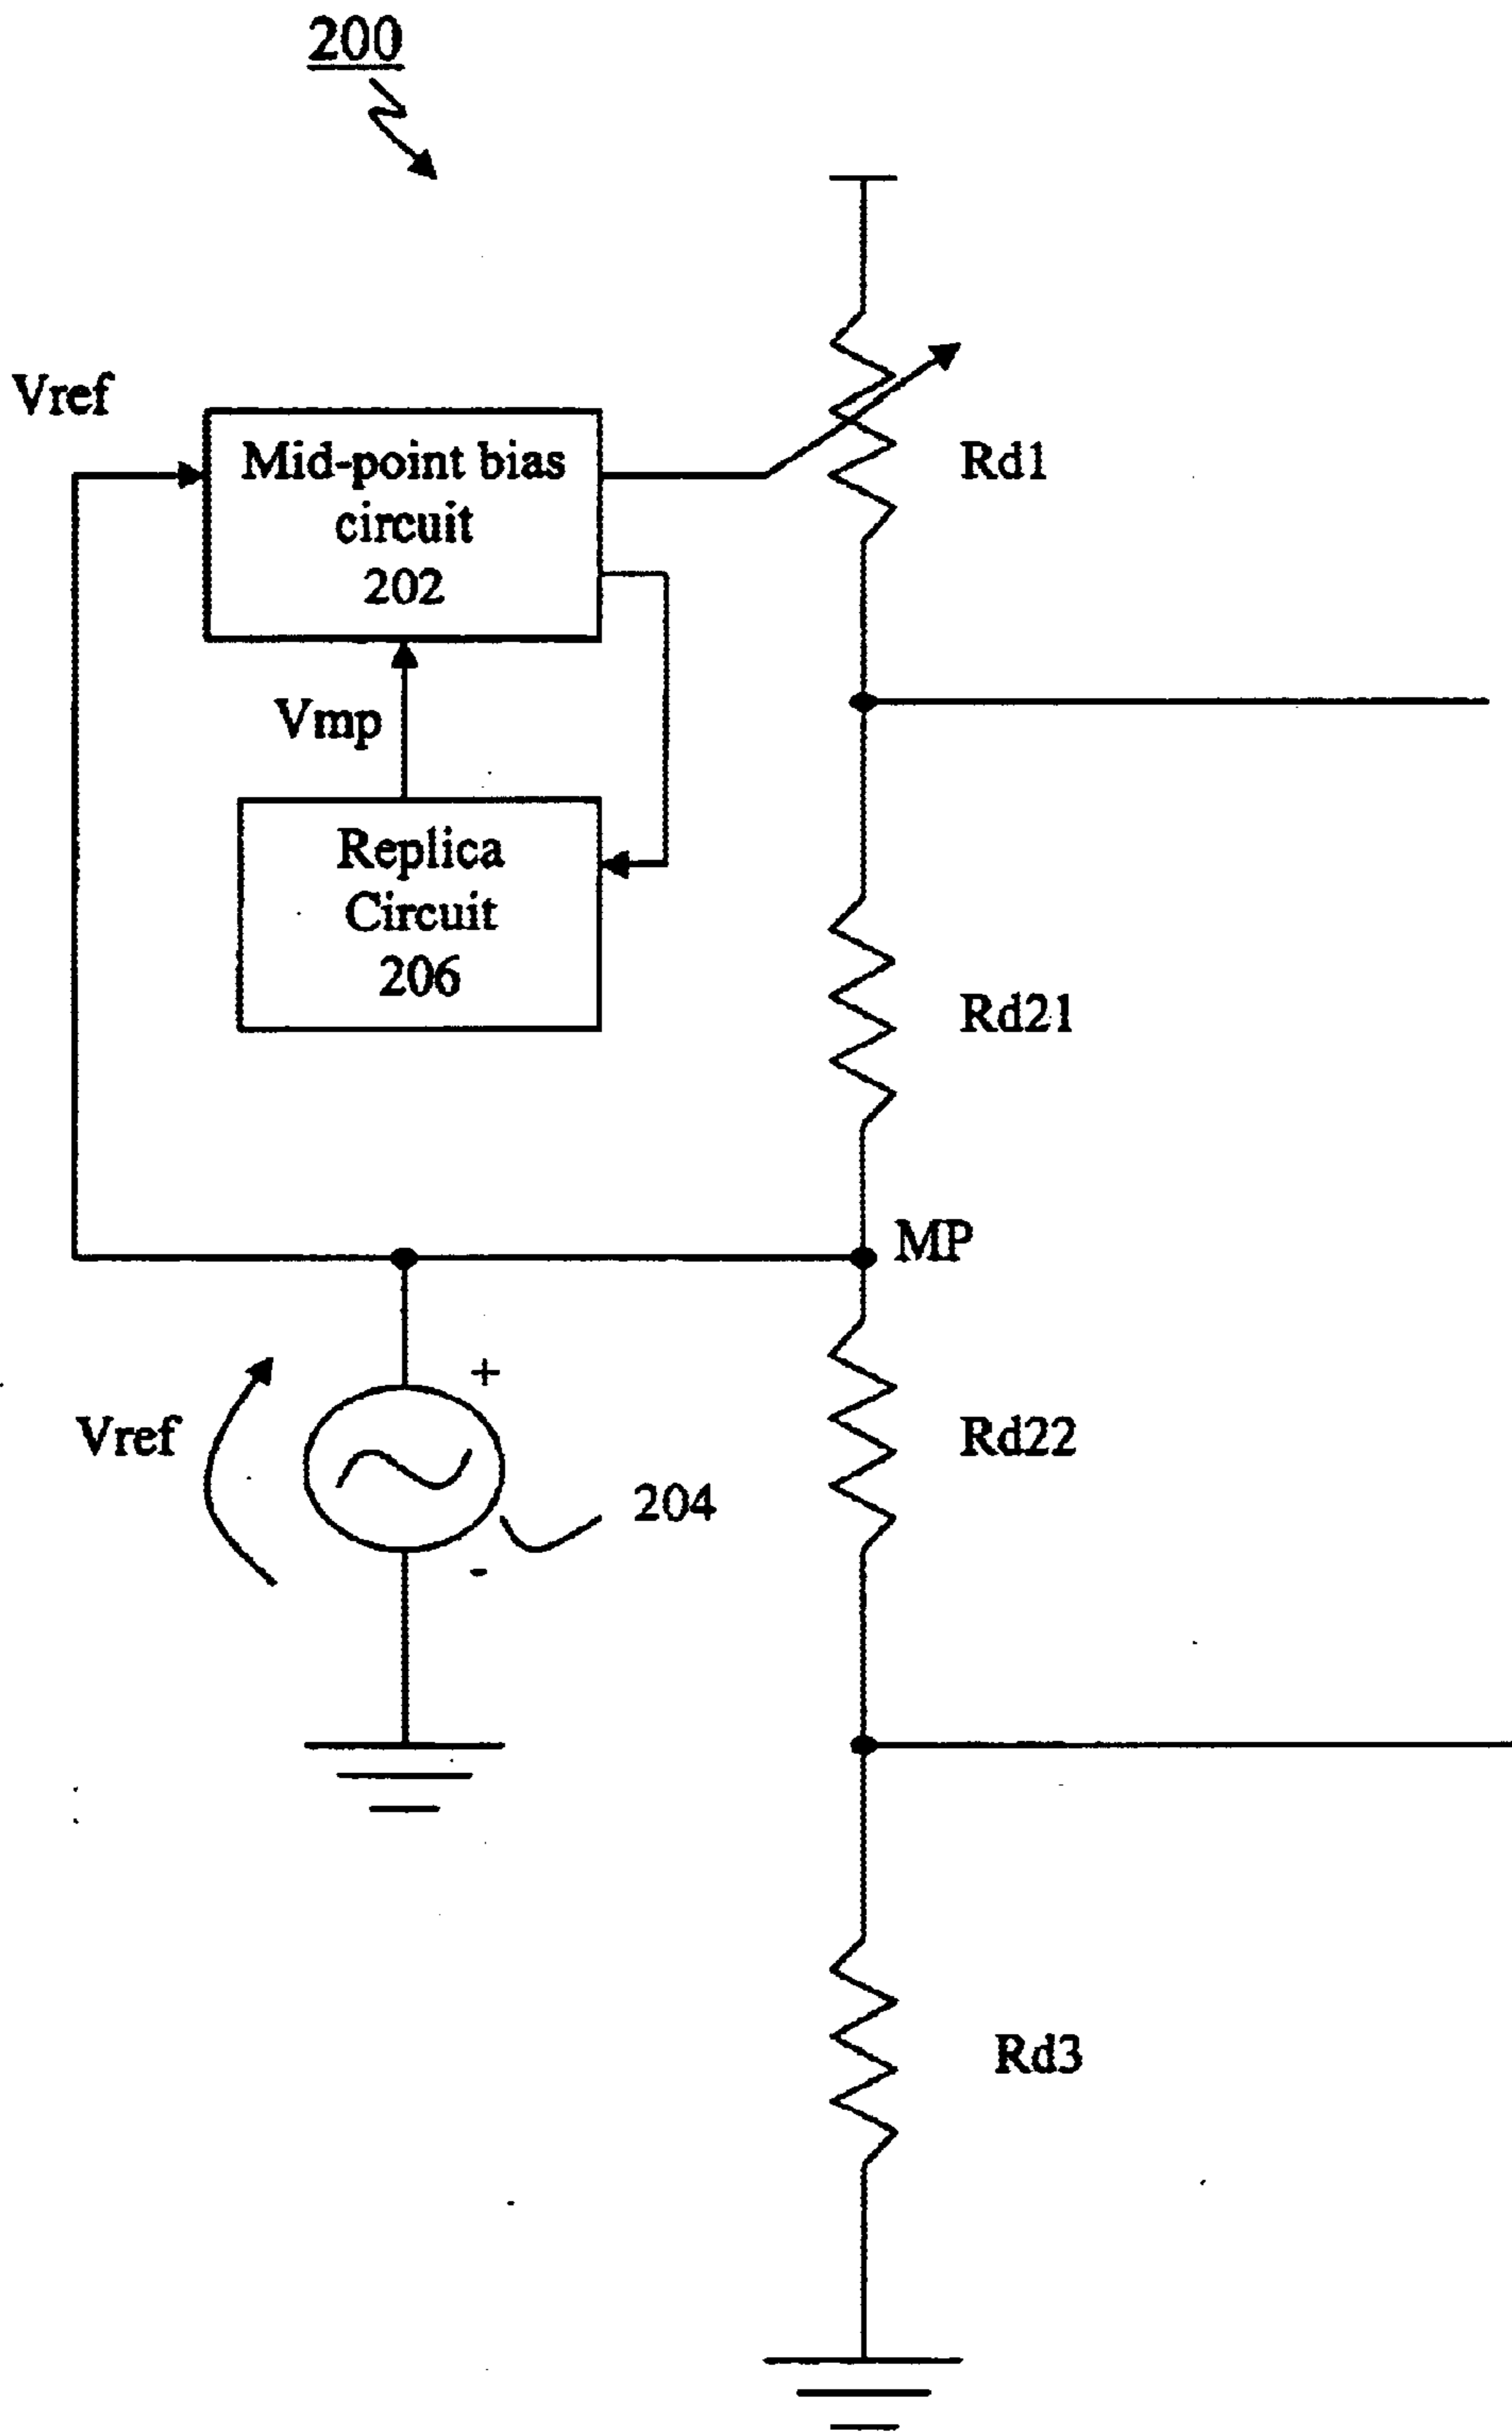 200
Vref
Mid-point bias
circuit
202
Rd1
Vmp
Replica
Circuit
206
Rd21
MP
+
Vref
Rd22
204
-
Rd3